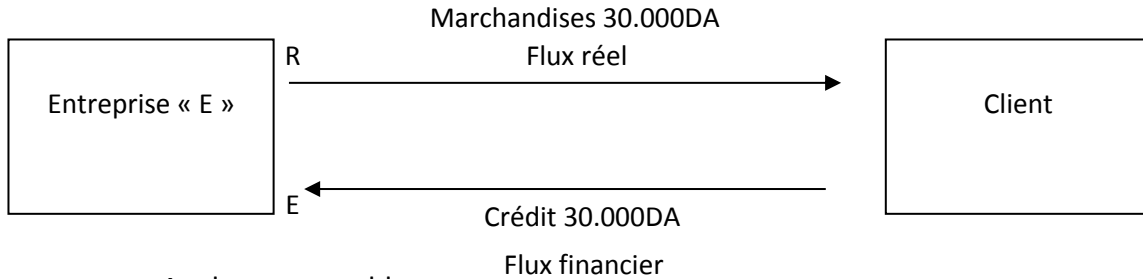 Marchandises 30.000DA
R
Flux réel
Entreprise « E »
Client
E
Crédit 30.000DA
Flux financier